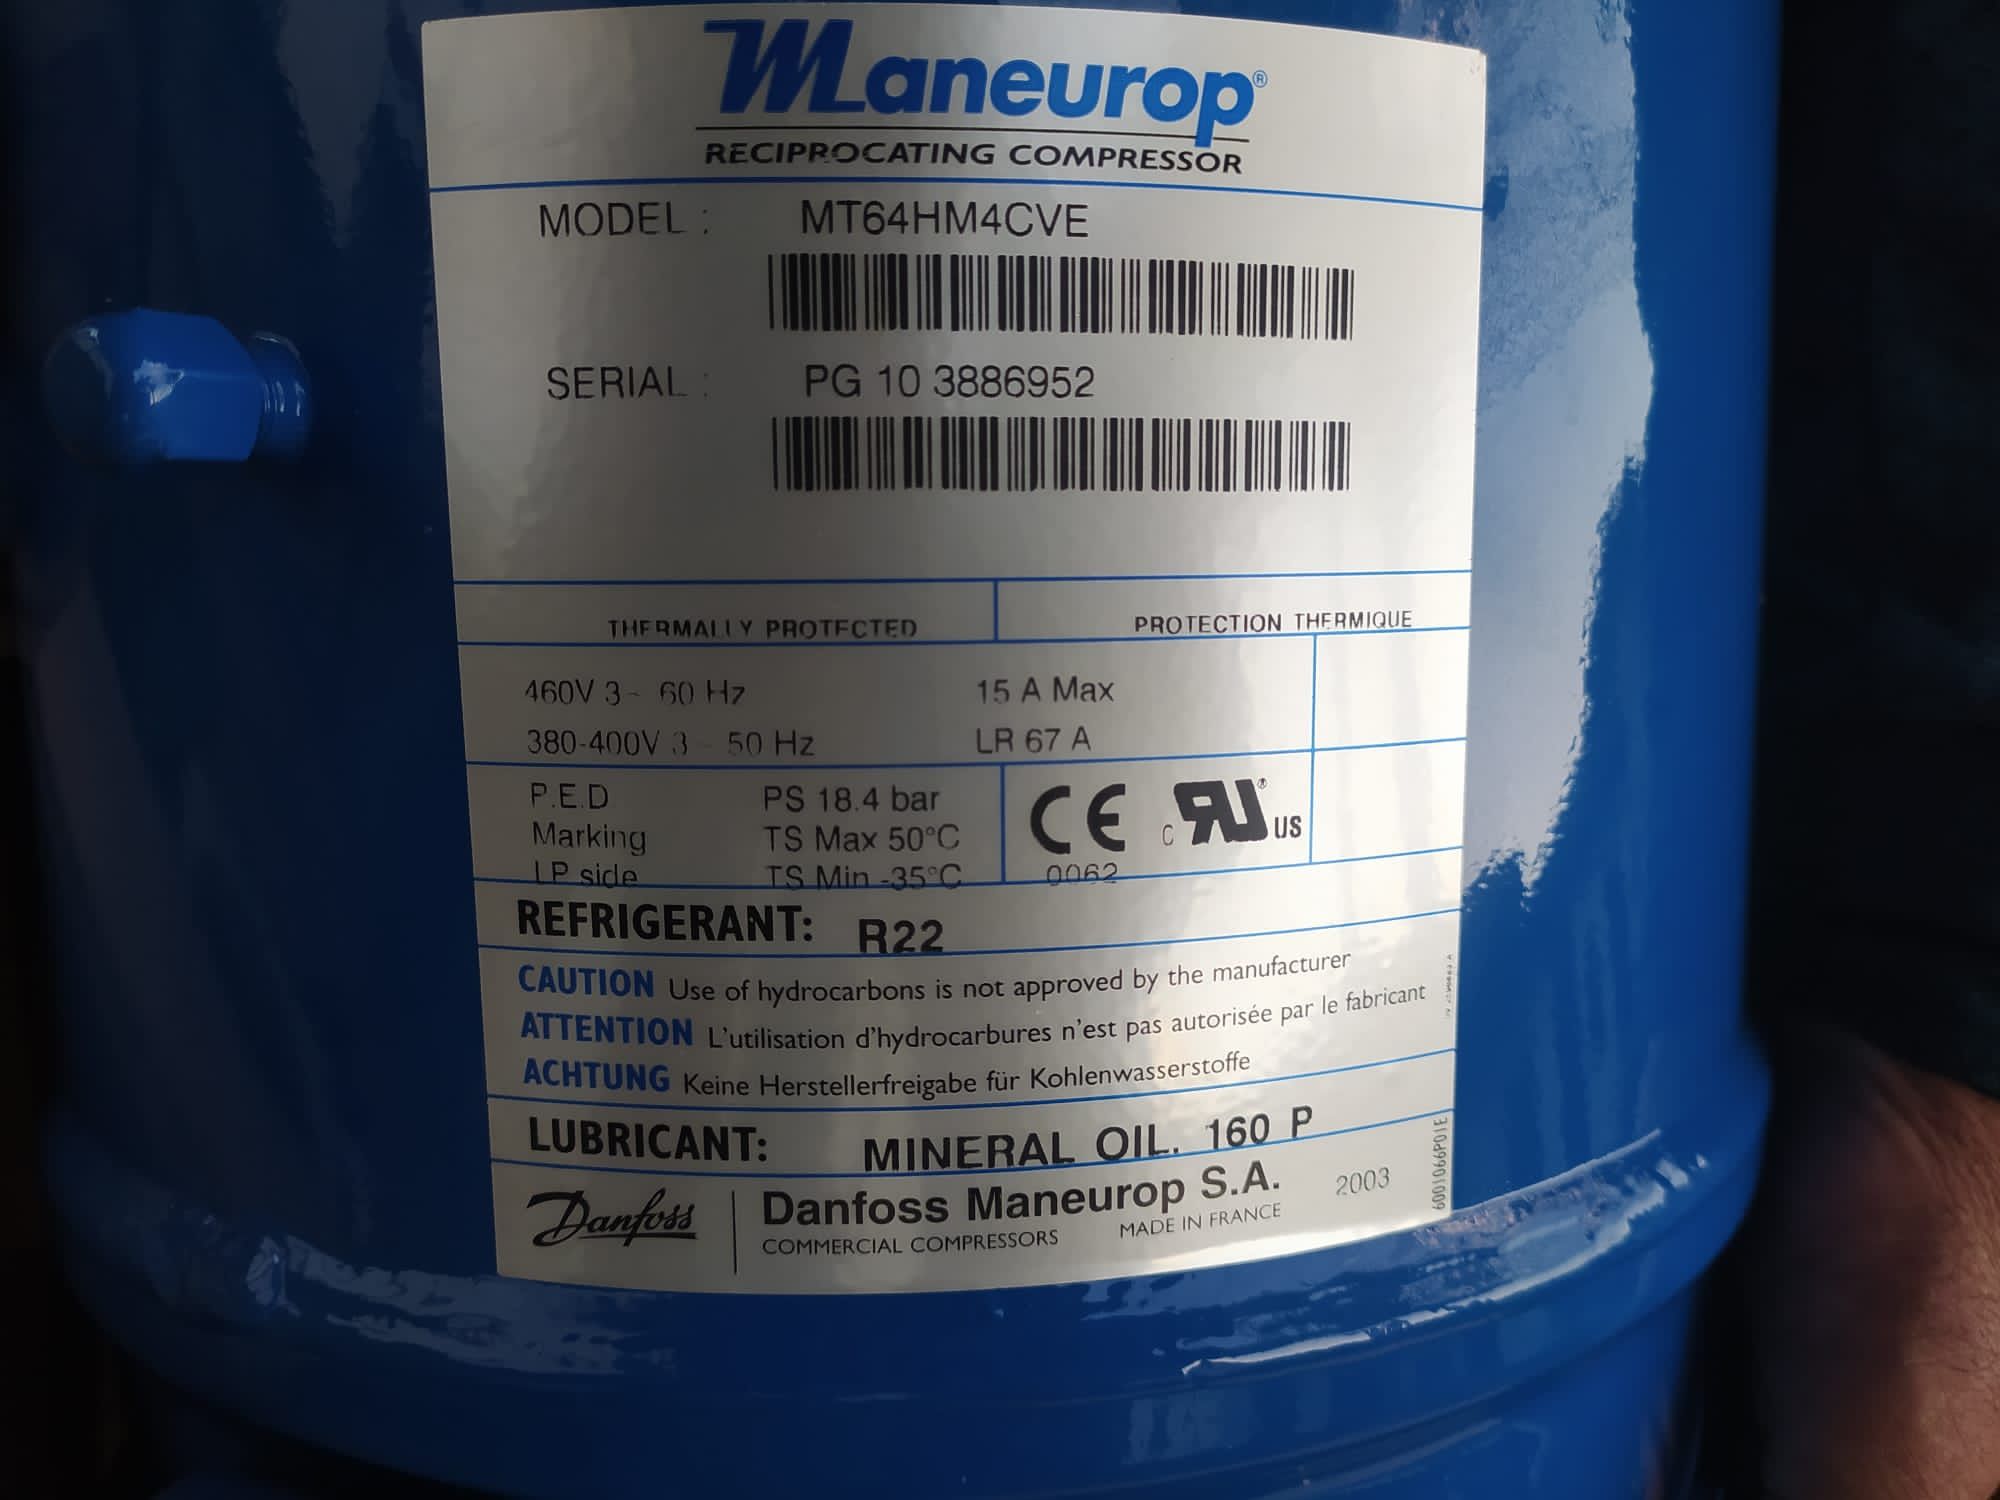 Maneurop®
RECIPROCATING COMPRESSOR
MODEL : MT64HM4CVE
SERIAL : PG 10 3886952
THERMALLY PROTECTED PROTECTION THERMIQUE
460V 3~ 60 Hz 15 A Max
380-400V 3~ 50 Hz LR 67 A
P.E.D PS 18.4 bar
Marking TS Max 50°C
LP side TS Min -35°C
CE 0062
c RU® US
REFRIGERANT: R22
CAUTION Use of hydrocarbons is not approved by the manufacturer
ATTENTION L'utilisation d'hydrocarbures n'est pas autorisée par le fabricant
ACHTUNG Keine Herstellerfreigabe für Kohlenwasserstoffe
LUBRICANT: MINERAL OIL. 160 P
Danfoss
Danfoss Maneurop S.A. 2003
COMMERCIAL COMPRESSORS MADE IN FRANCE
6001066P01E